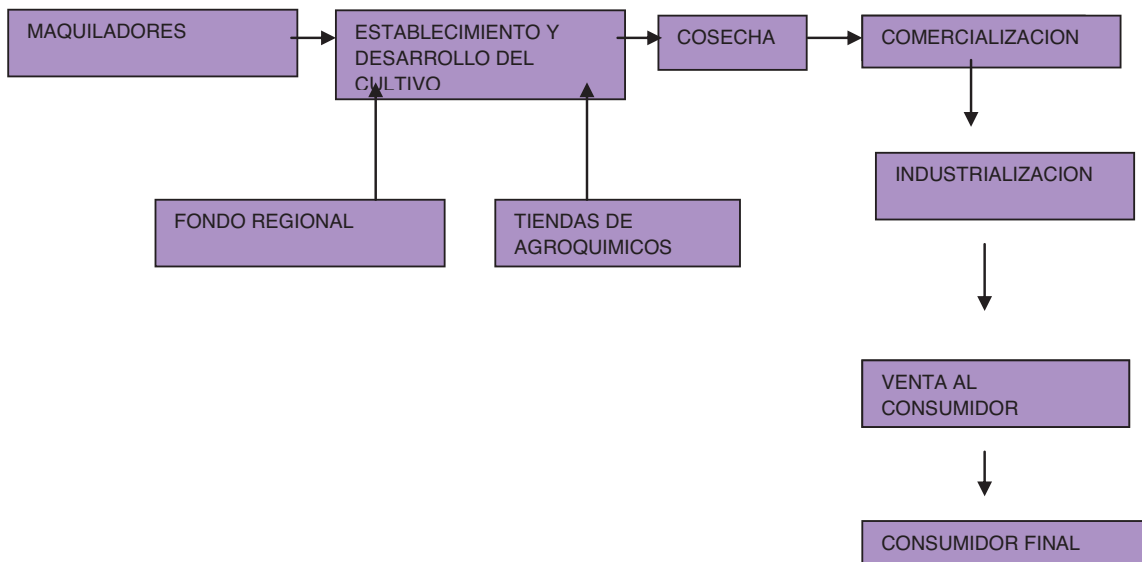 MAQUILADORES
ESTABLECIMIENTO Y
DESARROLLO DEL
CULTIVO
COSECHA
COMERCIALIZACION
INDUSTRIALIZACION
FONDO REGIONAL
TIENDAS DE
AGROQUIMICOS
VENTA AL
CONSUMIDOR
CONSUMIDOR FINAL